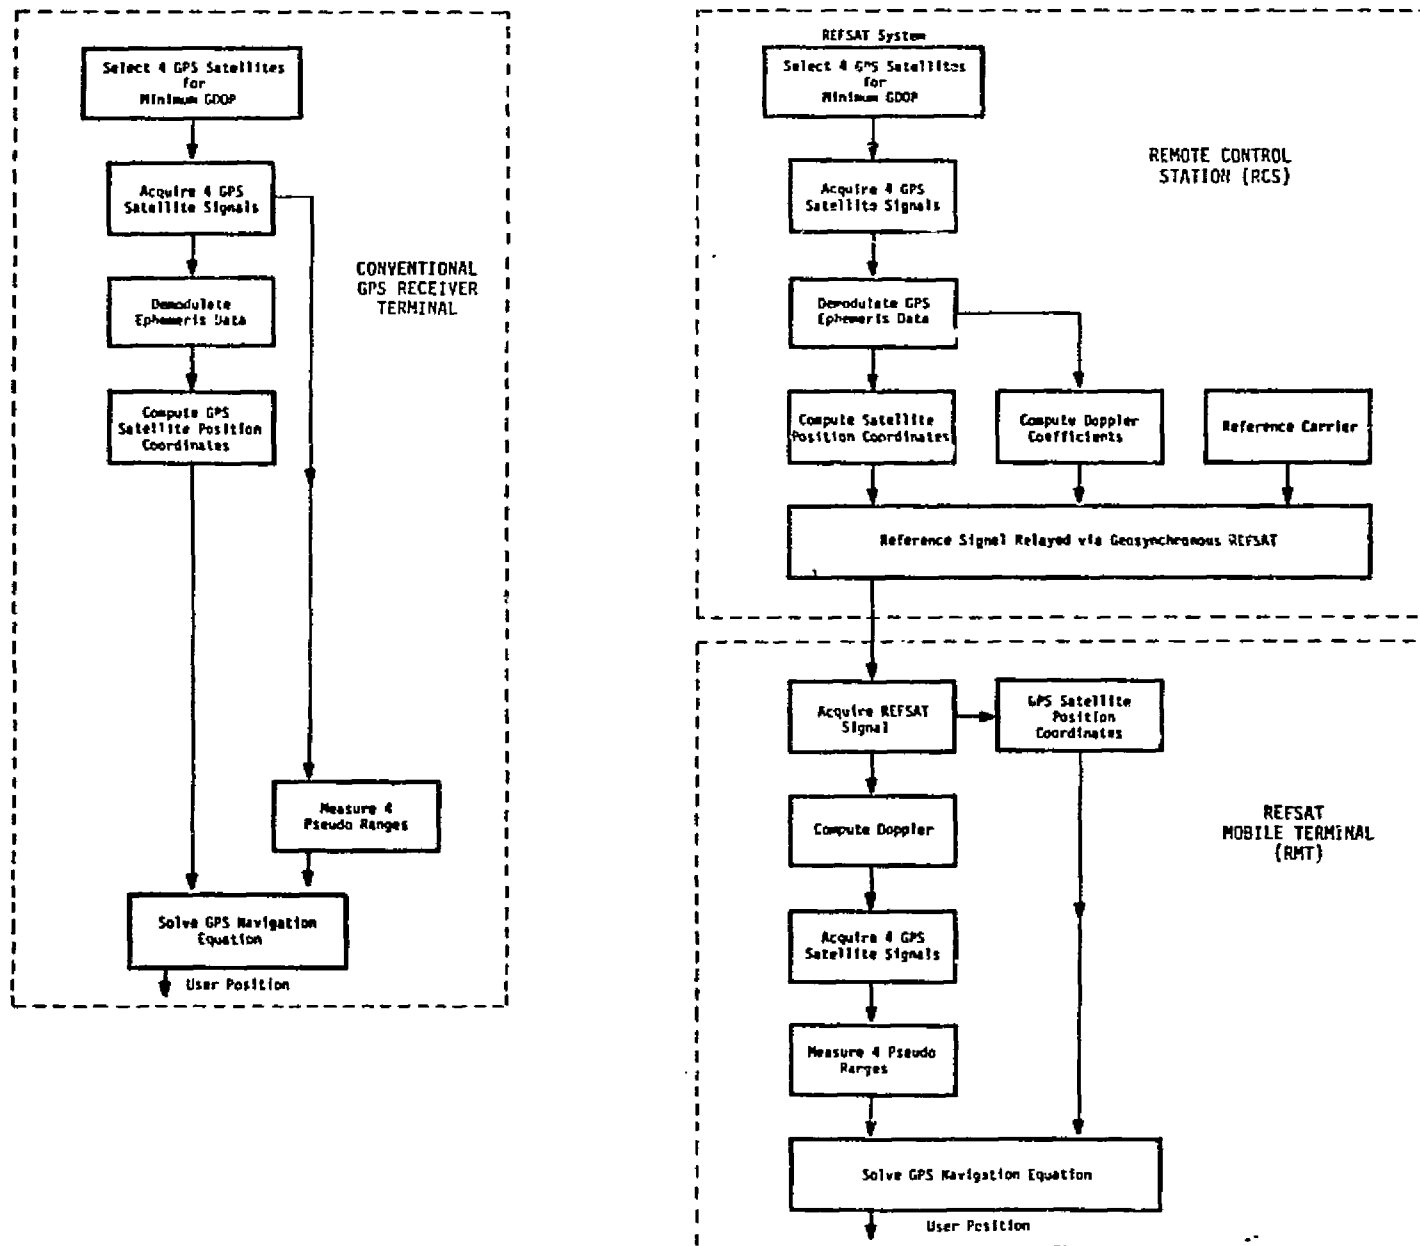 Select 4 GPS Satellites
for
Minimum GDOP
Acquire 4 GPS
Satellite Signals
CONVENTIONAL
GPS RECEIVER
TERMINAL
Demodulate
Ephemeris Data
Compute GPS
Satellite Position
Coordinates
Measure 4
Pseudo Ranges
Solve GPS Navigation
Equation
User Position
REFSAT System
Select 4 GPS Satellites
for
Minimum GDOP
REMOTE CONTROL
STATION (RCS)
Acquire 4 GPS
Satellite Signals
Demodulate GPS
Ephemeris Data
Compute Satellite
Position Coordinates
Compute Doppler
Coefficients
Reference Carrier
Reference Signal Relayed via Geosynchronous REFSAT
Acquire REFSAT
Signal
GPS Satellite
Position
Coordinates
Compute Doppler
REFSAT
MOBILE TERMINAL
(RMT)
Acquire 4 GPS
Satellite Signals
Measure 4 Pseudo
Ranges
Solve GPS Navigation Equation
User Position